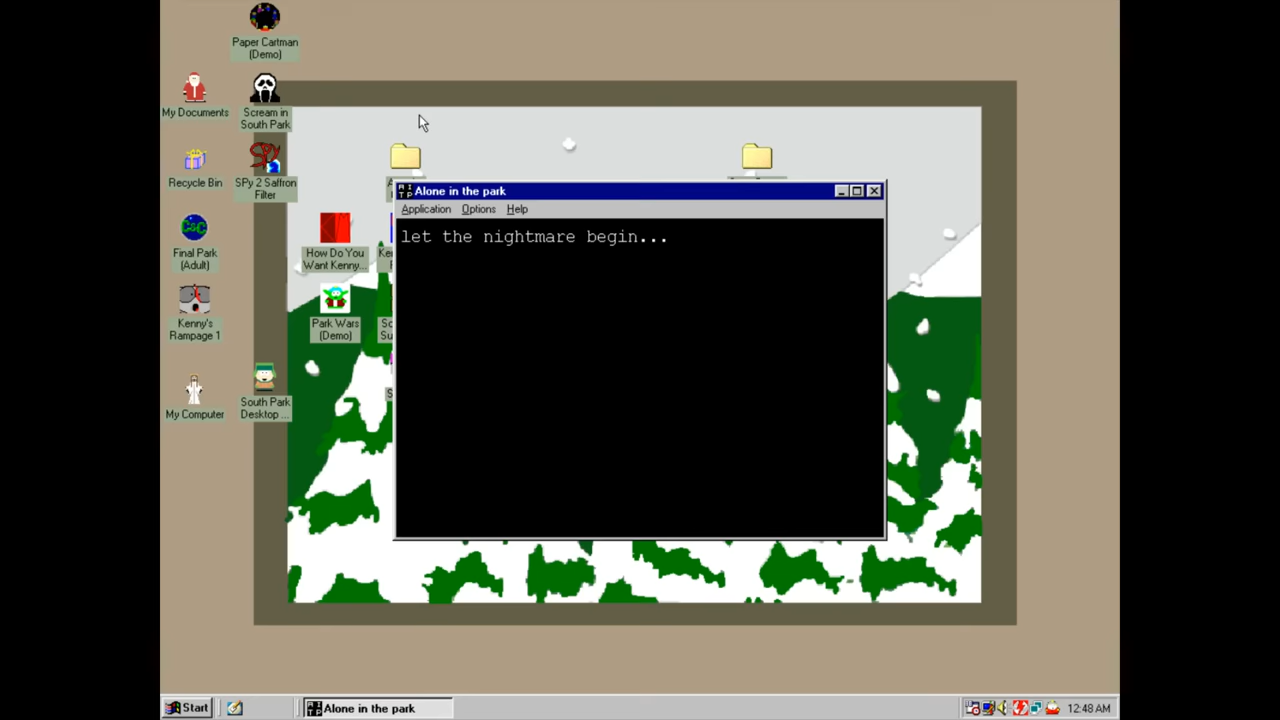 Paper Cartman
(Demo)
My Documents
Scream in
South Park
Recycle Bin
SPy 2 Saffron
Filter
Final Park
(Adult)
How Do You
Want Kenny...
Kenny's
Rampage 1
Park Wars
(Demo)
My Computer
South Park
Desktop ...
Alone in the park
Application Options Help
let the nightmare begin...
Start
Alone in the park
12:48 AM